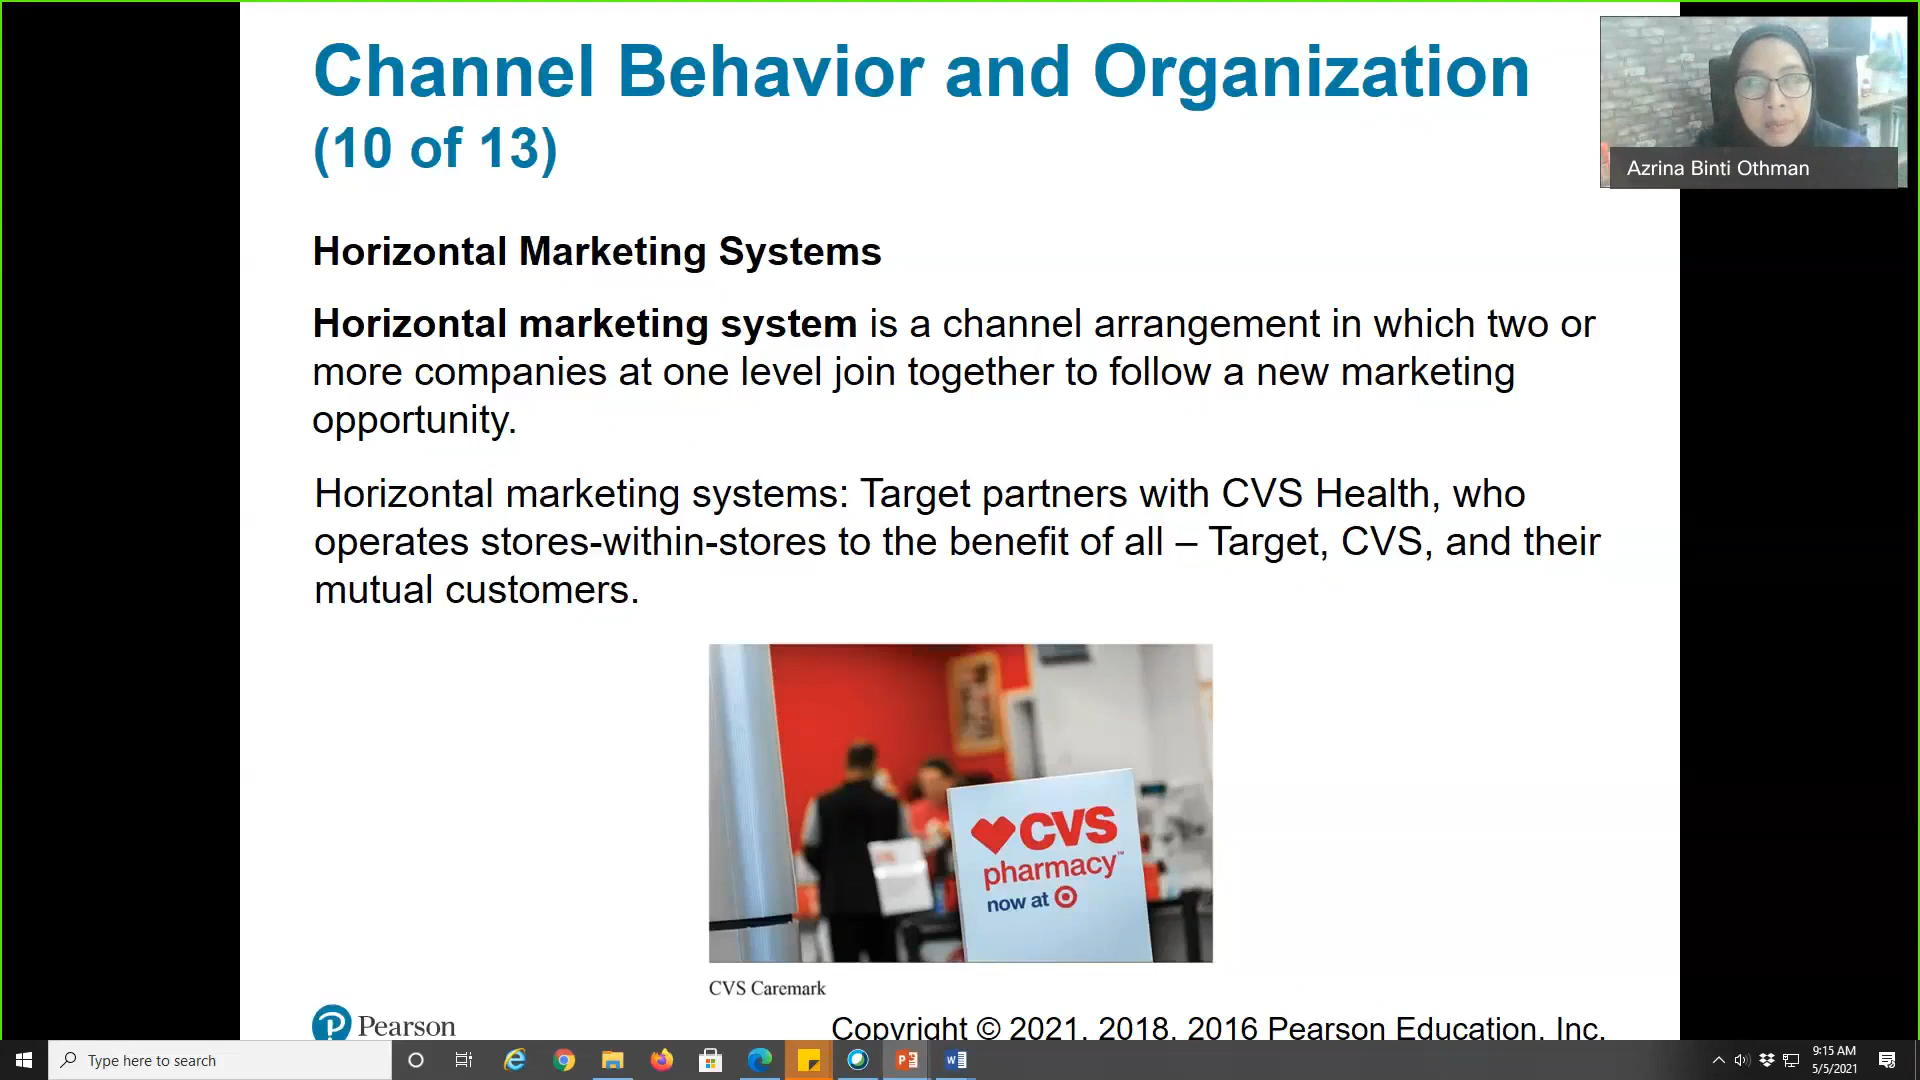 Channel Behavior and Organization
(10 of 13)
Azrina Binti Othman
Horizontal Marketing Systems
Horizontal marketing system is a channel arrangement in which two or
more companies at one level join together to follow a new marketing
opportunity.
Horizontal marketing systems: Target partners with CVS Health, who
operates stores-within-stores to the benefit of all – Target, CVS, and their
mutual customers.
CVS
pharmacy™
now at
CVS Caremark
Pearson
Copyright © 2021, 2018, 2016 Pearson Education, Inc.
Type here to search
9:15 AM
5/5/2021